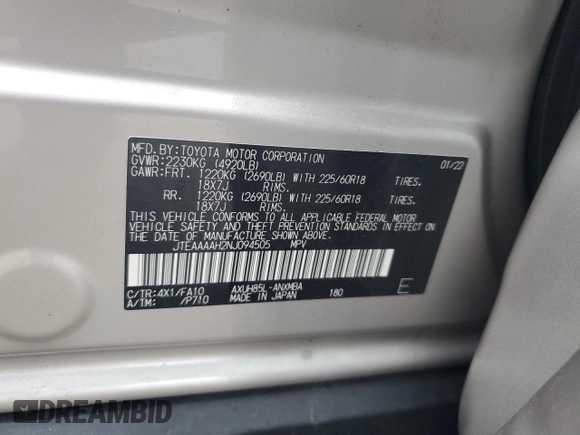 MFD.BY:TOYOTA MOTOR CORPORATION 01/22
GVWR:2230KG (4920LB)
GAWR:FRT. 1220KG (2690LB) WITH 225/60R18 TIRES.
18X7J RIMS.
RR. 1220KG (2690LB) WITH 225/60R18 TIRES.
18X7J RIMS.
THIS VEHICLE CONFORMS TO ALL APPLICABLE FEDERAL MOTOR
VEHICLE SAFETY AND THEFT PREVENTION STANDARDS IN EFFECT ON
THE DATE OF MANUFACTURE SHOWN ABOVE.
JTEAAAAH2NJ094505 MPV
C/TR:4X1/FA10 AXUH85L-ANXMBA E
A/TM: /P710 MADE IN JAPAN 180
DREAMBID